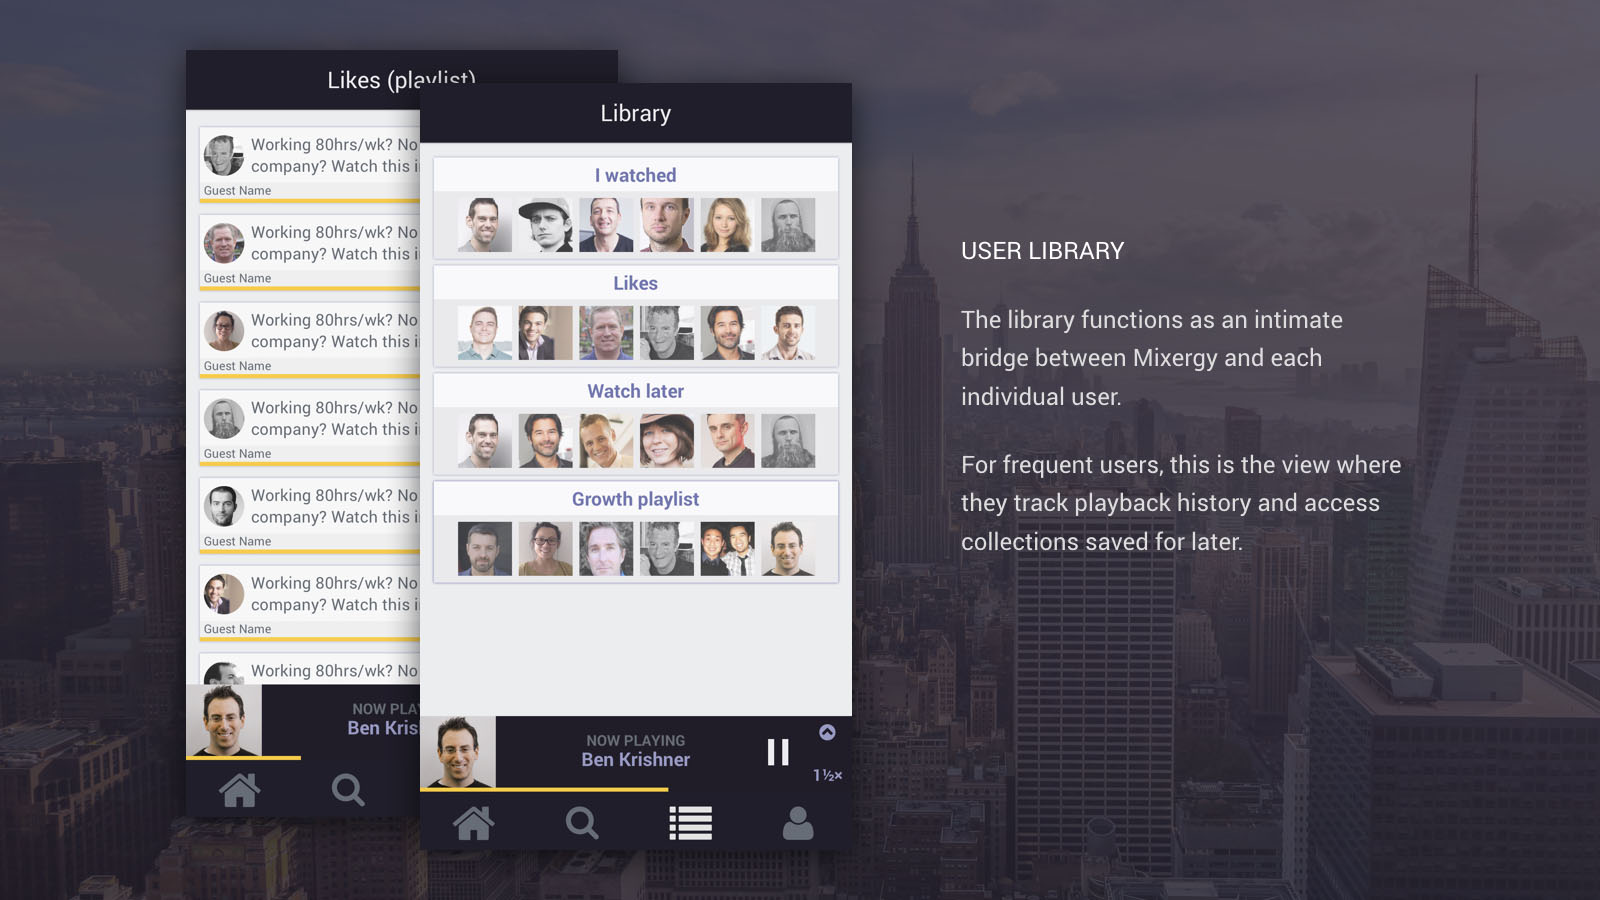 Likes (playlist)
Working 80hrs/wk? No
company? Watch this
Guest Name
Working 80hrs/wk? No
company? Watch this
Guest Name
Working 80hrs/wk? No
company? Watch this
Guest Name
Working 80hrs/wk? No
company? Watch this
Guest Name
Working 80hrs/wk? No
company? Watch this
Guest Name
Working 80hrs/wk? No
company? Watch this
Guest Name
Working 80hrs/wk? No
NOW PLA
Ben Kris
Library
I watched
Likes
Watch later
Growth playlist
NOW PLAYING
Ben Krishner
1½×
USER LIBRARY
The library functions as an intimate
bridge between Mixergy and each
individual user.
For frequent users, this is the view where
they track playback history and access
collections saved for later.